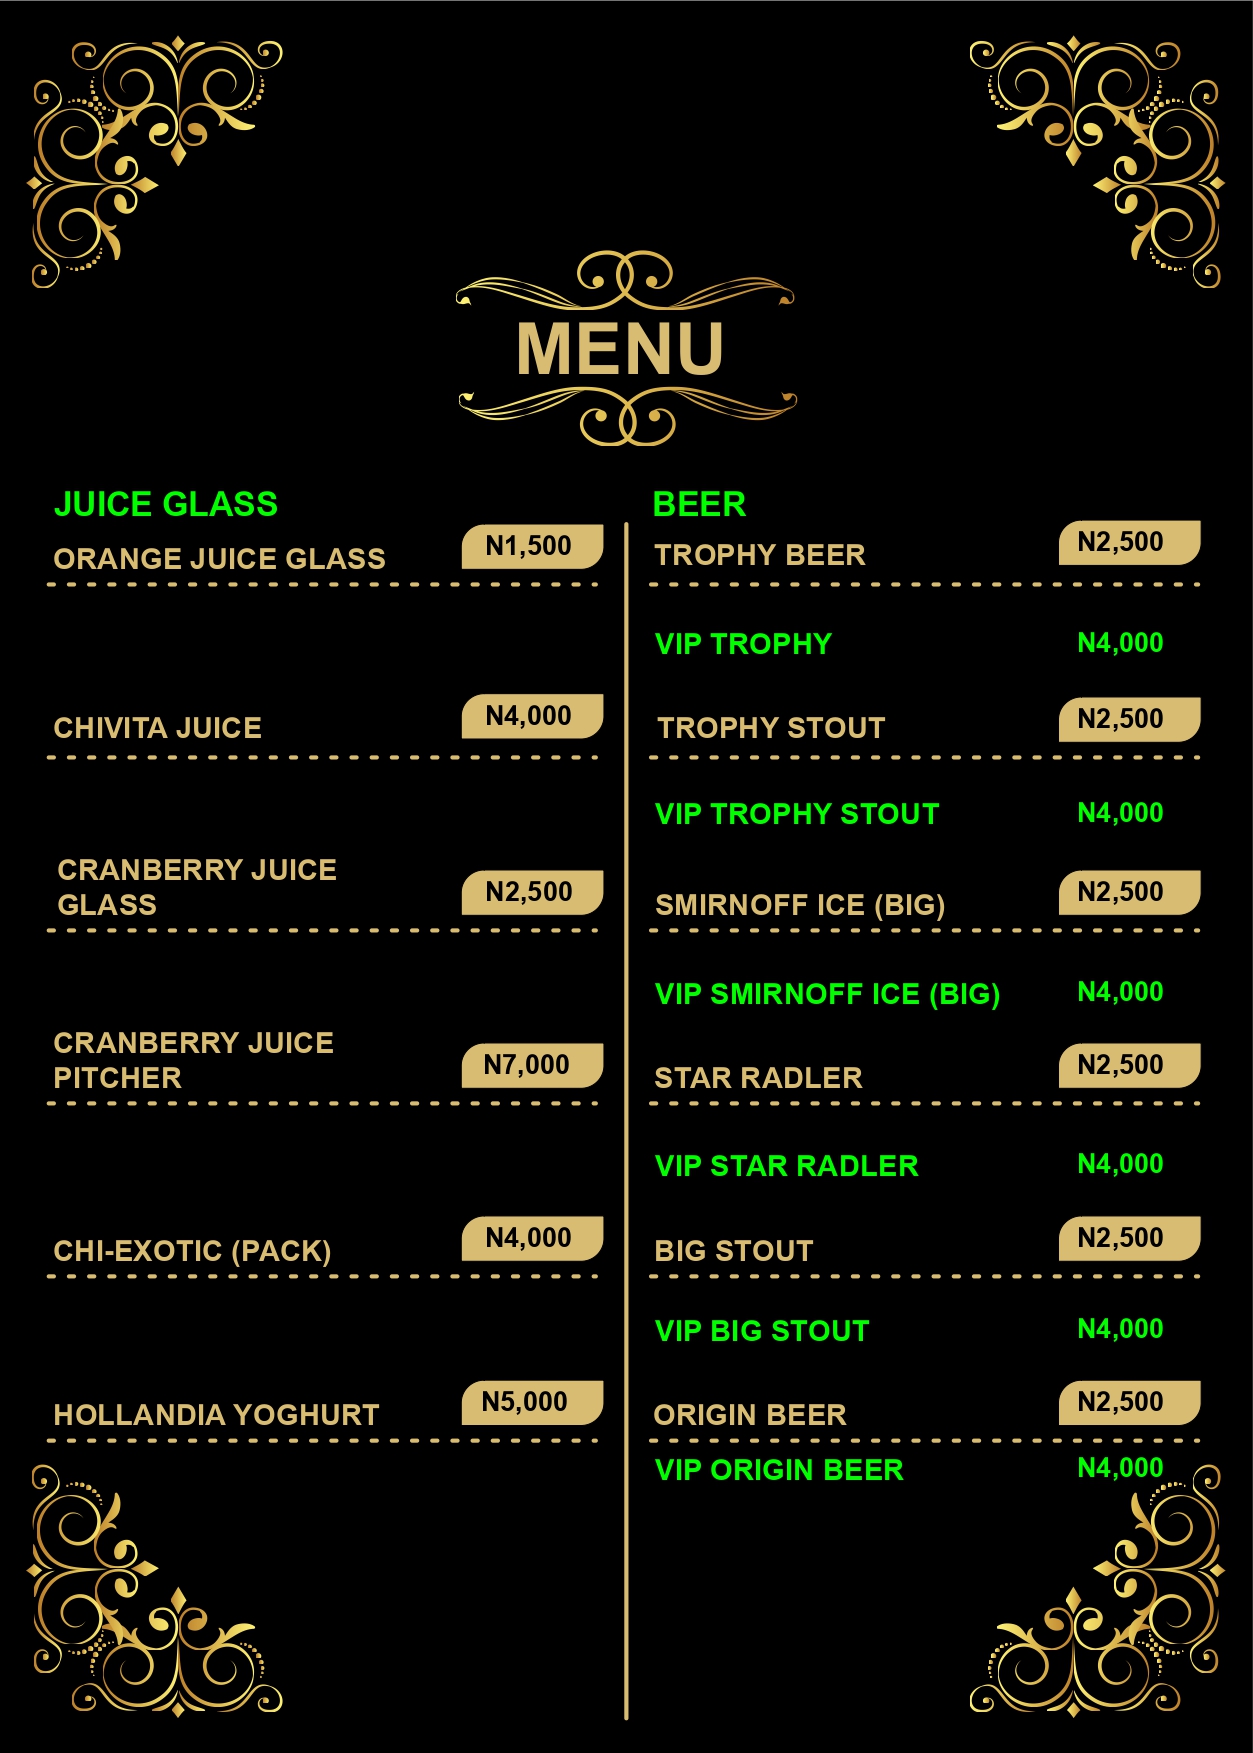 MENU
JUICE GLASS
ORANGE JUICE GLASS N1,500
CHIVITA JUICE N4,000
CRANBERRY JUICE
GLASS N2,500
CRANBERRY JUICE
PITCHER N7,000
CHI-EXOTIC (PACK) N4,000
HOLLANDIA YOGHURT N5,000
BEER
TROPHY BEER N2,500
VIP TROPHY N4,000
TROPHY STOUT N2,500
VIP TROPHY STOUT N4,000
SMIRNOFF ICE (BIG) N2,500
VIP SMIRNOFF ICE (BIG) N4,000
STAR RADLER N2,500
VIP STAR RADLER N4,000
BIG STOUT N2,500
VIP BIG STOUT N4,000
ORIGIN BEER N2,500
VIP ORIGIN BEER N4,000